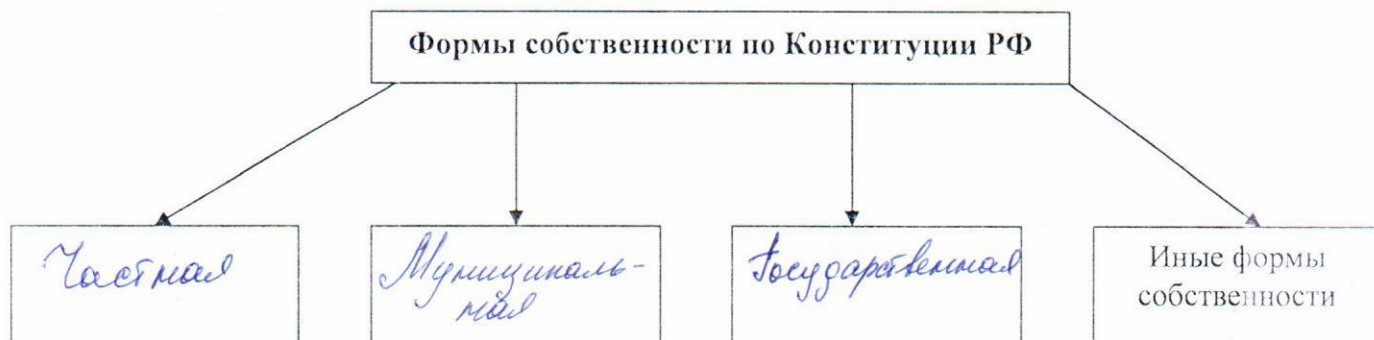 Формы собственности по Конституции РФ
Частная
Муниципаль-
ная
Государственная
Иные формы
собственности